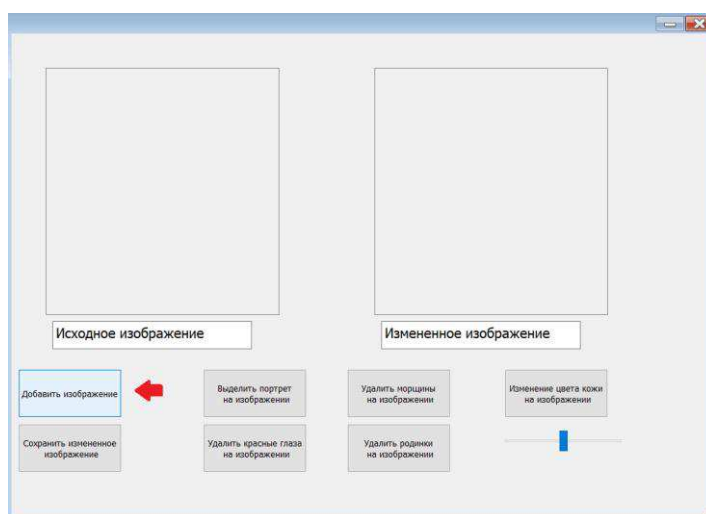 Исходное изображение
Измененное изображение
Добавить изображение
Выделить портрет
на изображении
Удалить морщины
на изображении
Изменение цвета кожи
на изображении
Сохранить измененное
изображение
Удалить красные глаза
на изображении
Удалить родинки
на изображении